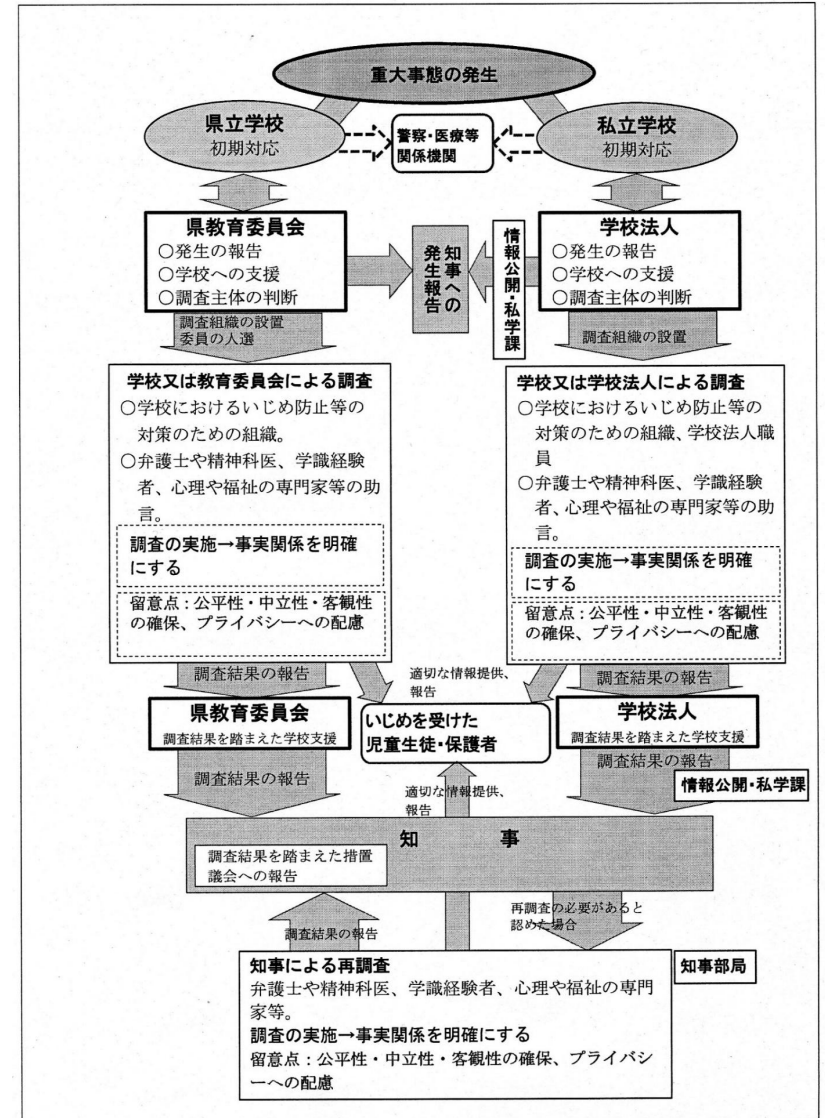 重大事態の発生
県立学校
初期対応
警察・医療等
関係機関
私立学校
初期対応
県教育委員会
○発生の報告
○学校への支援
○調査主体の判断
知事への
発生報告
情報公開・私学課
学校法人
○発生の報告
○学校への支援
○調査主体の判断
調査組織の設置
委員の人選
調査組織の設置
学校又は教育委員会による調査
○学校におけるいじめ防止等の
対策のための組織。
○弁護士や精神科医、学識経験
者、心理や福祉の専門家等の助
言。
調査の実施→事実関係を明確
にする
留意点：公平性・中立性・客観性
の確保、プライバシーへの配慮
学校又は学校法人による調査
○学校におけるいじめ防止等の
対策のための組織、学校法人職
員
○弁護士や精神科医、学識経験
者、心理や福祉の専門家等の助
言。
調査の実施→事実関係を明確
にする
留意点：公平性・中立性・客観性
の確保、プライバシーへの配慮
調査結果の報告
適切な情報提供、
報告
調査結果の報告
県教育委員会
調査結果を踏まえた学校支援
いじめを受けた
児童生徒・保護者
学校法人
調査結果を踏まえた学校支援
調査結果の報告
適切な情報提供、
報告
調査結果の報告
情報公開・私学課
知　事
調査結果を踏まえた措置
議会への報告
調査結果の報告
再調査の必要があると
認めた場合
知事による再調査
弁護士や精神科医、学識経験者、心理や福祉の専門
家等。
調査の実施→事実関係を明確にする
留意点：公平性・中立性・客観性の確保、プライバシ
ーへの配慮
知事部局